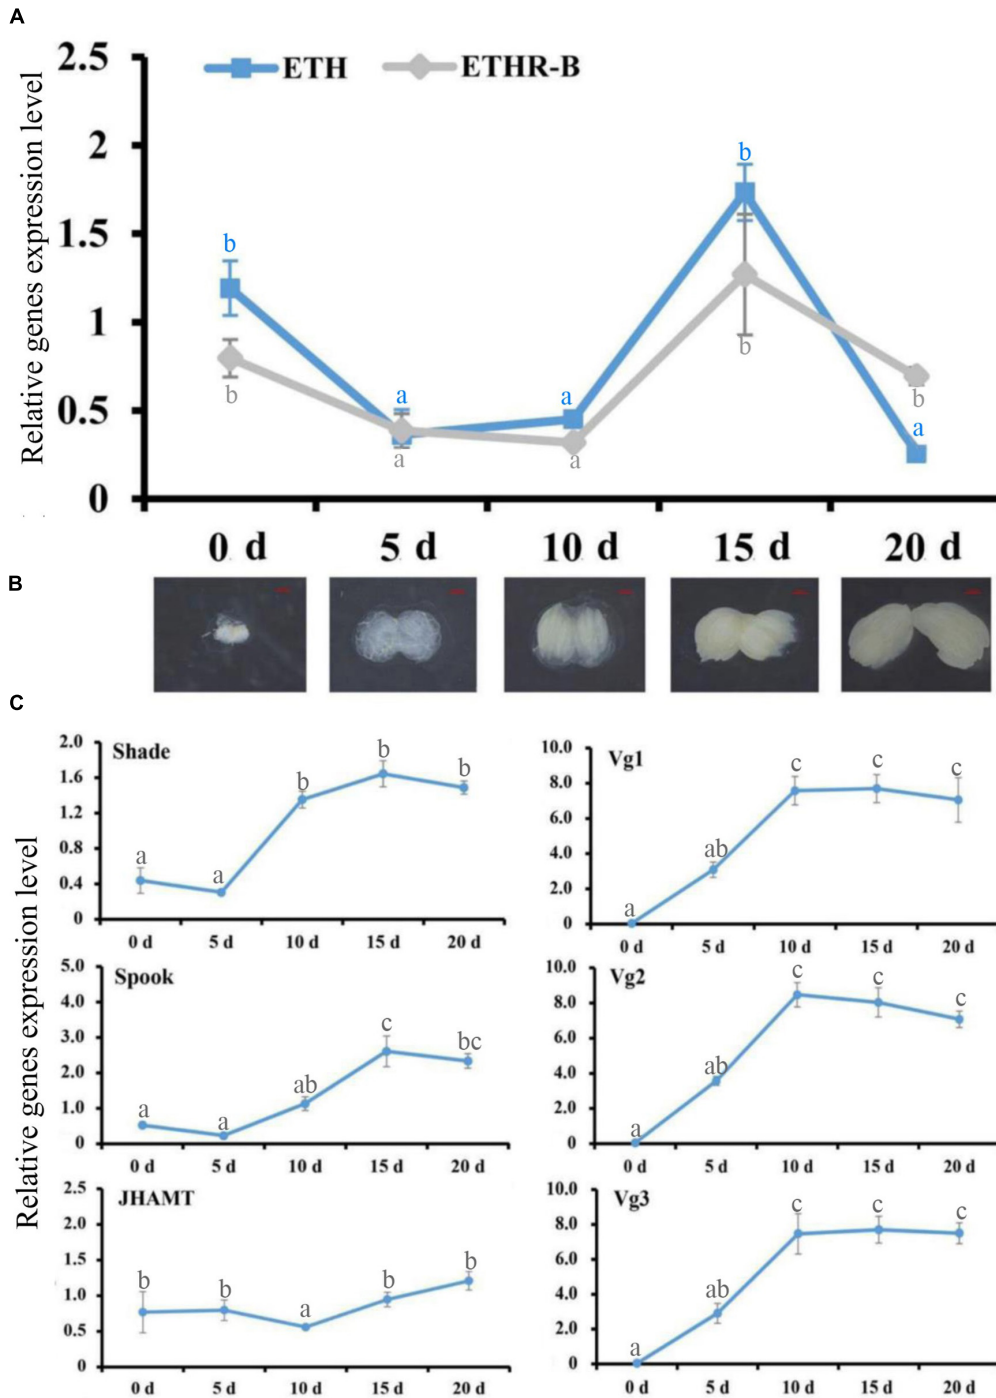 A
Relative genes expression level
ETH
ETHR-B
2.5
2
1.5
1
0.5
0
b
b
a
a
a
a
b
b
b
a
0 d
5 d
10 d
15 d
20 d
B
C
Relative genes expression level
Shade
2.0
1.6
1.2
0.8
0.4
0
a
a
b
b
b
0 d
5 d
10 d
15 d
20 d
Vg1
10.0
8.0
6.0
4.0
2.0
0
a
ab
c
c
c
0 d
5 d
10 d
15 d
20 d
Spook
5.0
4.0
3.0
2.0
1.0
0
a
a
ab
c
bc
0 d
5 d
10 d
15 d
20 d
Vg2
10.0
8.0
6.0
4.0
2.0
0
a
ab
c
c
c
0 d
5 d
10 d
15 d
20 d
JHAMT
2.5
2.0
1.5
1.0
0.5
0
b
b
a
b
b
0 d
5 d
10 d
15 d
20 d
Vg3
10.0
8.0
6.0
4.0
2.0
0
a
ab
c
c
c
0 d
5 d
10 d
15 d
20 d